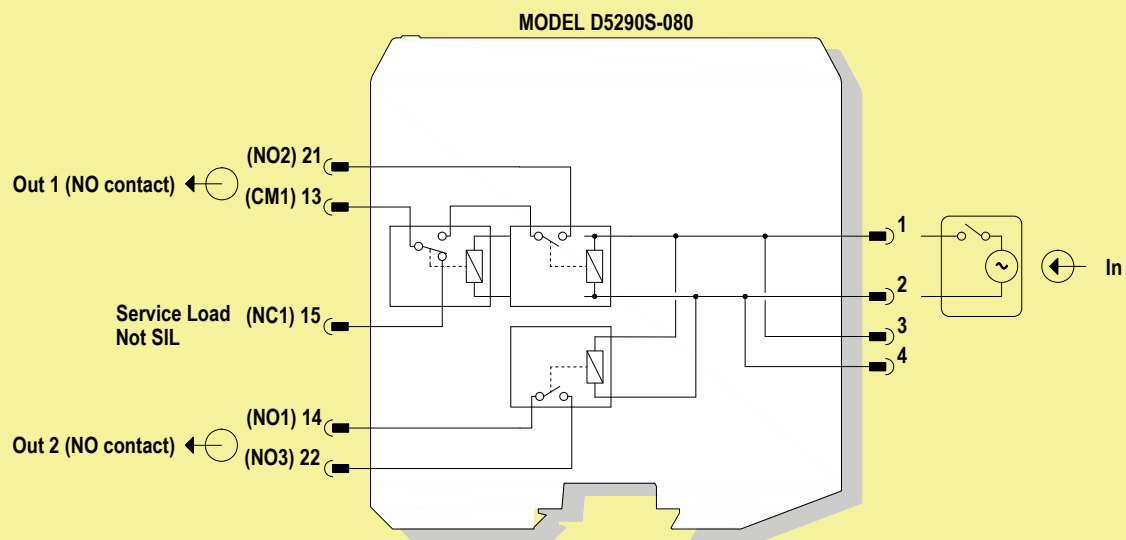 MODEL D5290S-080
(NO2) 21
Out 1 (NO contact)
(CM1) 13
Service Load (NC1) 15
Not SIL
(NO1) 14
Out 2 (NO contact)
(NO3) 22
1
2
3
4
In